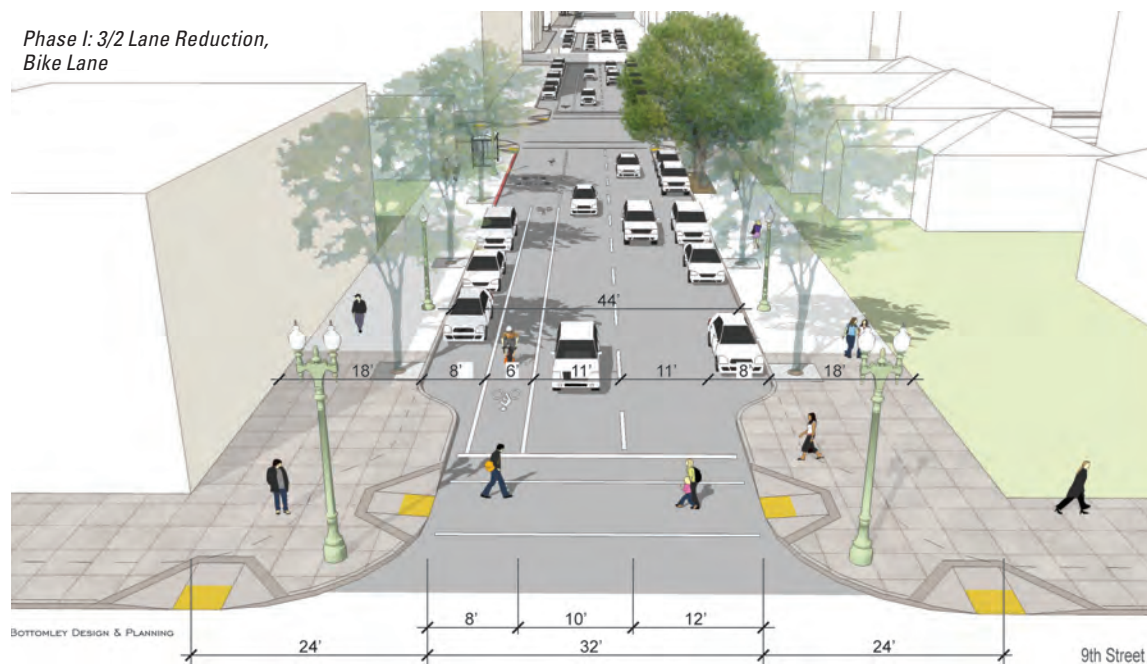 Phase I: 3/2 Lane Reduction,
Bike Lane
44'
18' 8' 6' 11' 11' 8' 18'
8' 10' 12'
BOTTOMLEY DESIGN & PLANNING
24' 32' 24'
9th Street